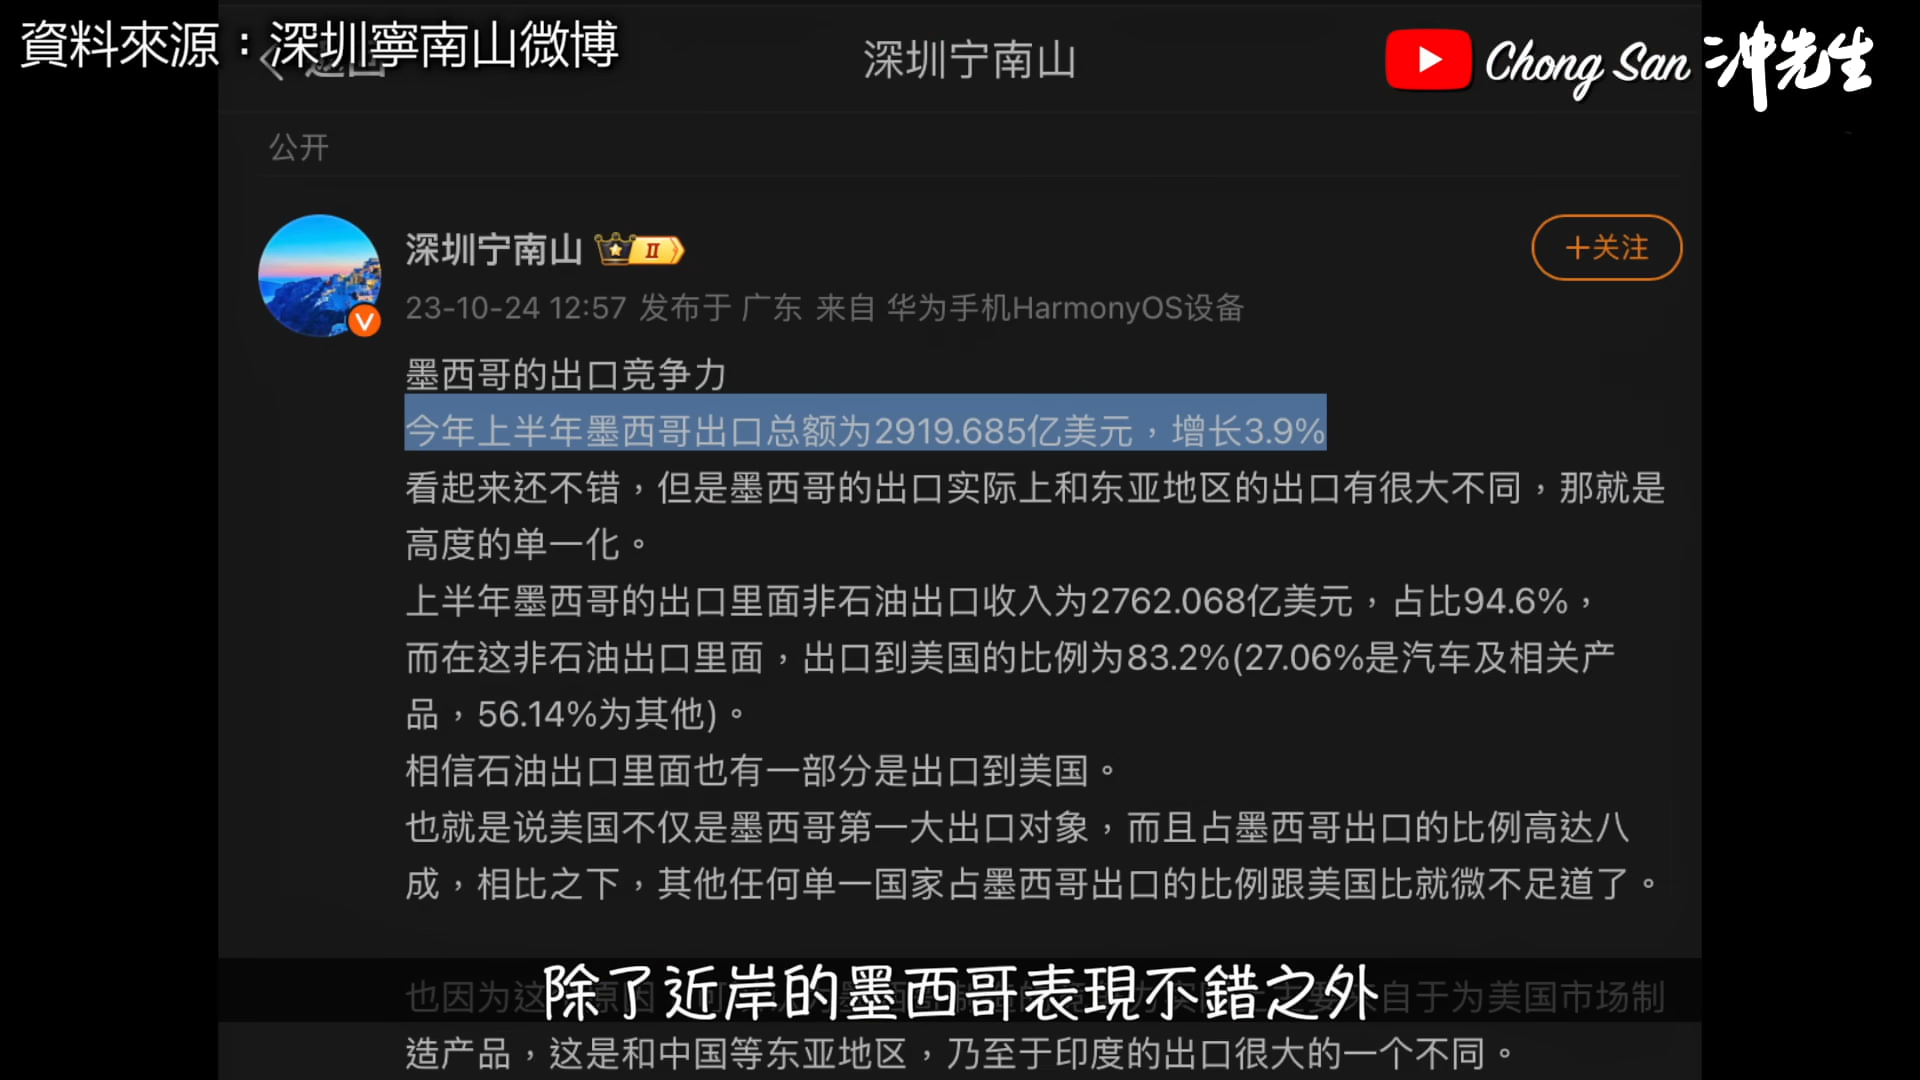 資料來源：深圳寧南山微博
深圳宁南山
Chong San 沖先生
公开
深圳宁南山 II
+关注
23-10-24 12:57 发布于 广东 来自 华为手机HarmonyOS设备
墨西哥的出口竞争力
今年上半年墨西哥出口总额为2919.685亿美元，增长3.9%
看起来还不错，但是墨西哥的出口实际上和东亚地区的出口有很大不同，那就是
高度的单一化。
上半年墨西哥的出口里面非石油出口收入为2762.068亿美元，占比94.6%，
而在这非石油出口里面，出口到美国的比例为83.2%(27.06%是汽车及相关产
品，56.14%为其他)。
相信石油出口里面也有一部分是出口到美国。
也就是说美国不仅是墨西哥第一大出口对象，而且占墨西哥出口的比例高达八
成，相比之下，其他任何单一国家占墨西哥出口的比例跟美国比就微不足道了。
也因为这
自于为美国市场制
除了近岸的墨西哥表現不錯之外
造产品，这是和中国等东亚地区，乃至于印度的出口很大的一个不同。